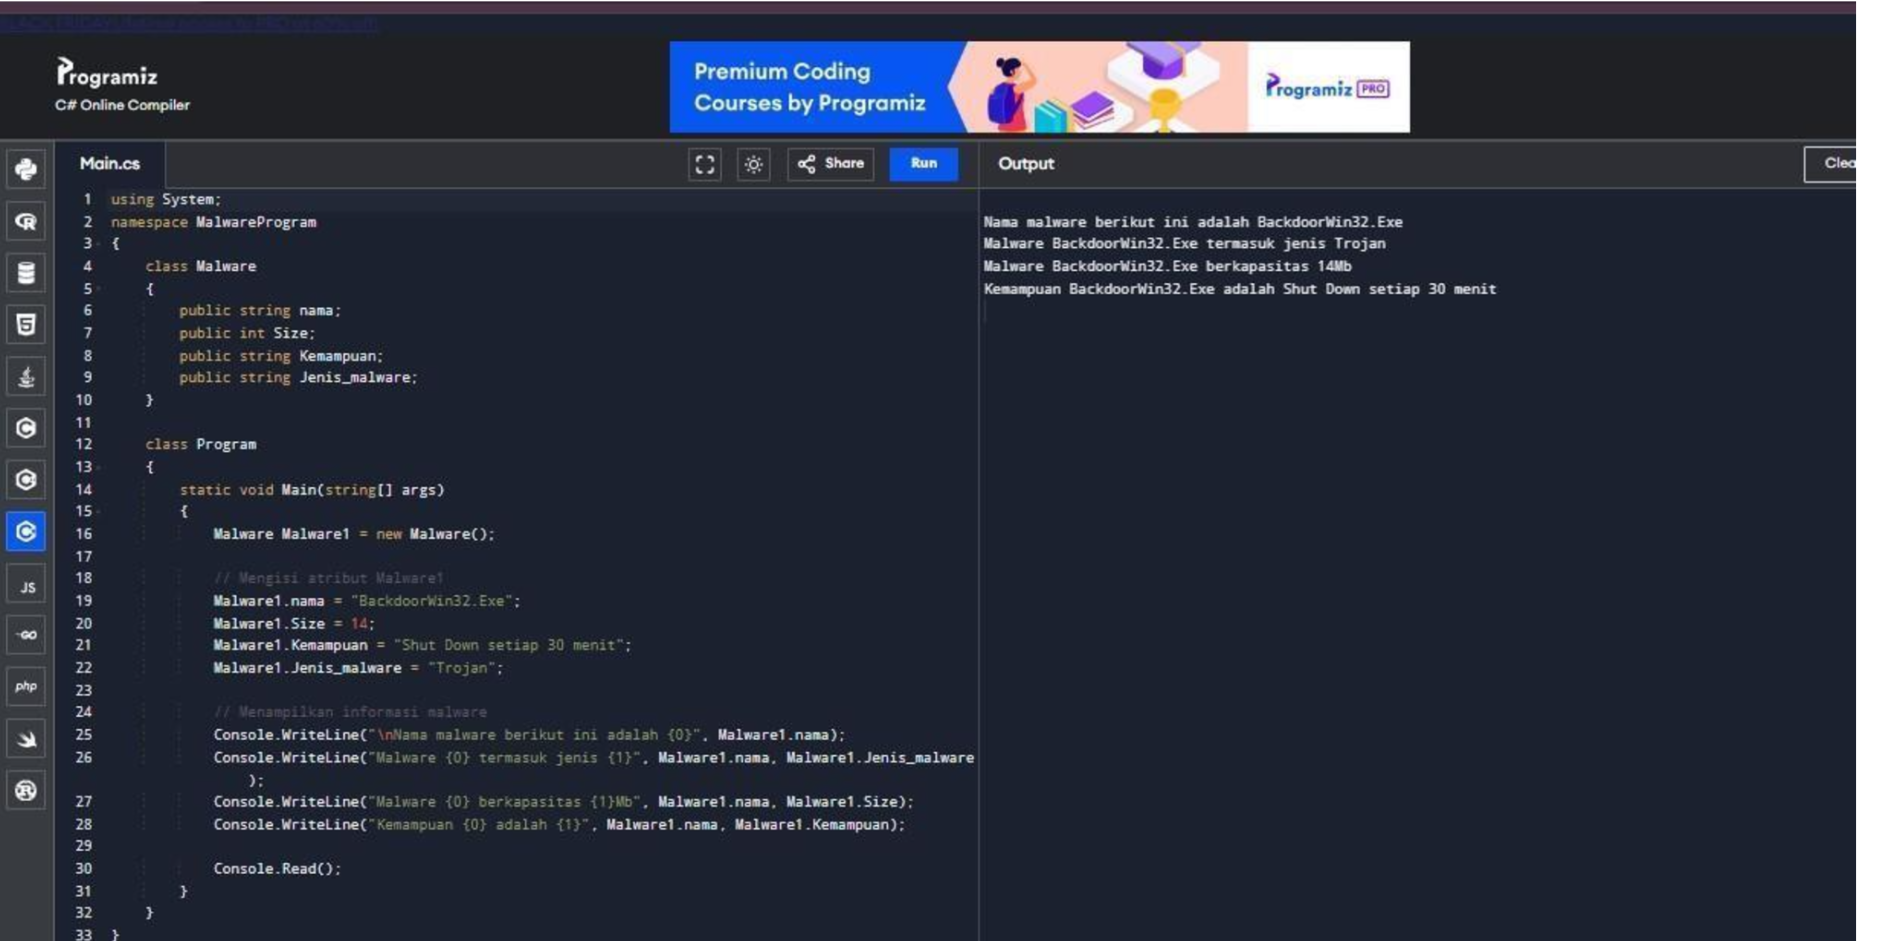 Programiz
C# Online Compiler
Premium Coding
Courses by Programiz
Programiz PRO
Main.cs
Share
Run
Output
Clea
1 using System;
2 namespace MalwareProgram
3 {
4 class Malware
5 {
6 public string nama;
7 public int Size;
8 public string Kemampuan;
9 public string Jenis_malware;
10 }
11
12 class Program
13 {
14 static void Main(string[] args)
15 {
16 Malware Malware1 = new Malware();
17
18 // Mengisi atribut Malware1
19 Malware1.nama = "BackdoorWin32.Exe";
20 Malware1.Size = 14;
21 Malware1.Kemampuan = "Shut Down setiap 30 menit";
22 Malware1.Jenis_malware = "Trojan";
23
24 // Menampilkan informasi malware
25 Console.WriteLine("\nNama malware berikut ini adalah {0}", Malware1.nama);
26 Console.WriteLine("Malware {0} termasuk jenis {1}", Malware1.nama, Malware1.Jenis_malware
);
27 Console.WriteLine("Malware {0} berkapasitas {1}Mb", Malware1.nama, Malware1.Size);
28 Console.WriteLine("Kemampuan {0} adalah {1}", Malware1.nama, Malware1.Kemampuan);
29
30 Console.Read();
31 }
32 }
33 }
Nama malware berikut ini adalah BackdoorWin32.Exe
Malware BackdoorWin32.Exe termasuk jenis Trojan
Malware BackdoorWin32.Exe berkapasitas 14Mb
Kemampuan BackdoorWin32.Exe adalah Shut Down setiap 30 menit
R
5
C
C
C
JS
GO
php
R